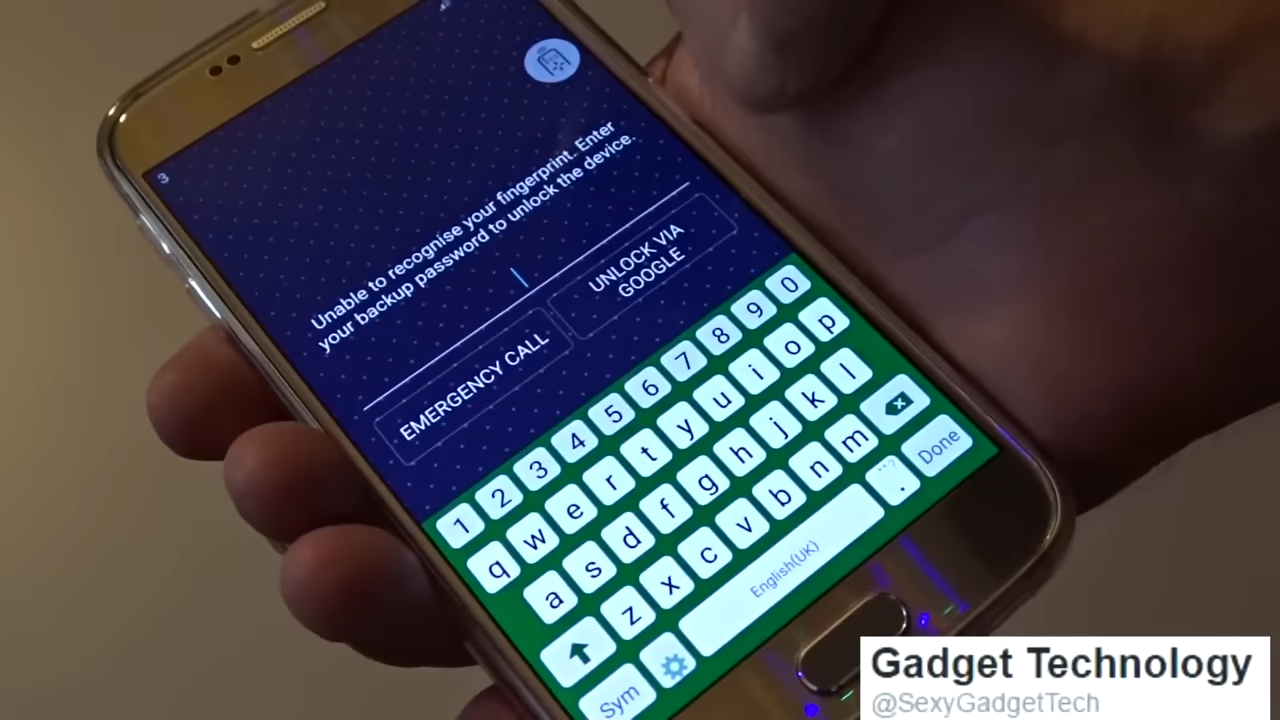 3
Unable to recognise your fingerprint. Enter
your backup password to unlock the device.
EMERGENCY CALL
UNLOCK VIA
GOOGLE
1 2 3 4 5 6 7 8 9 0
q w e r t y u i o p
a s d f g h j k l
z x c v b n m
Sym English(UK) . Done
Gadget Technology
@SexyGadgetTech